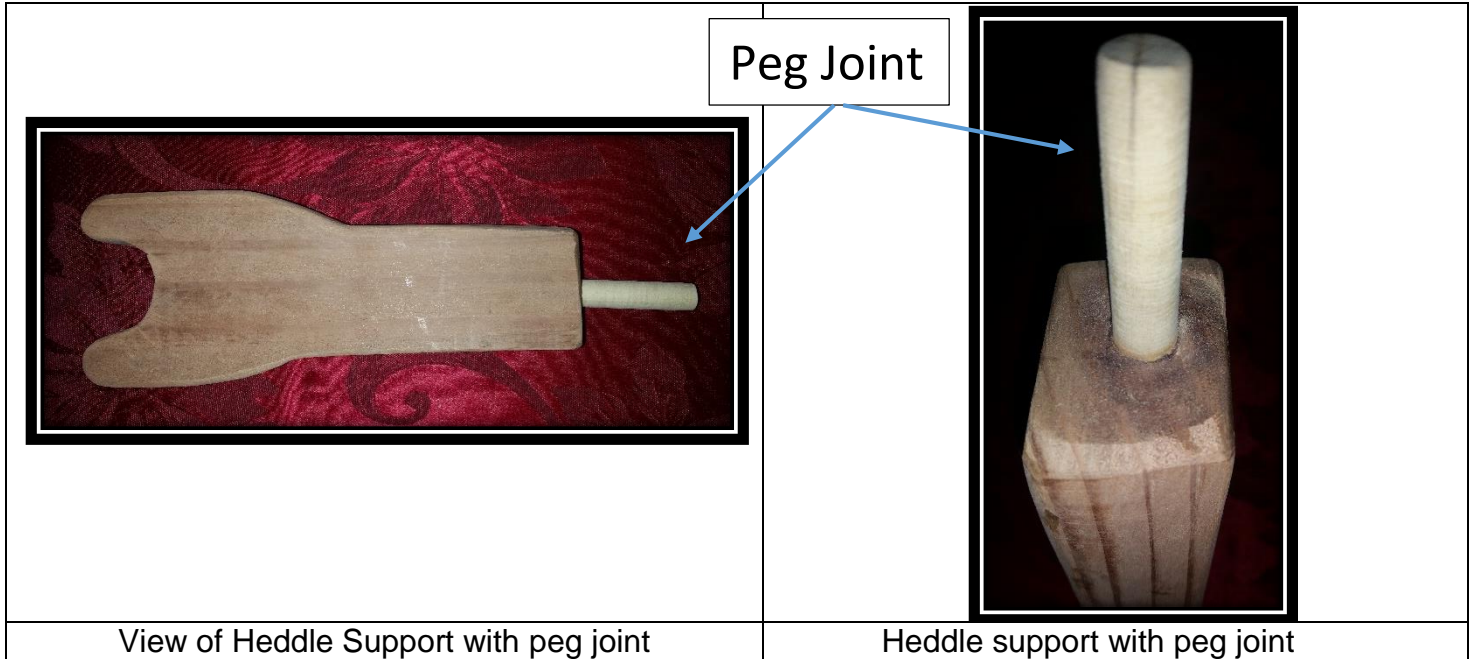 Peg Joint
View of Heddle Support with peg joint
Heddle support with peg joint